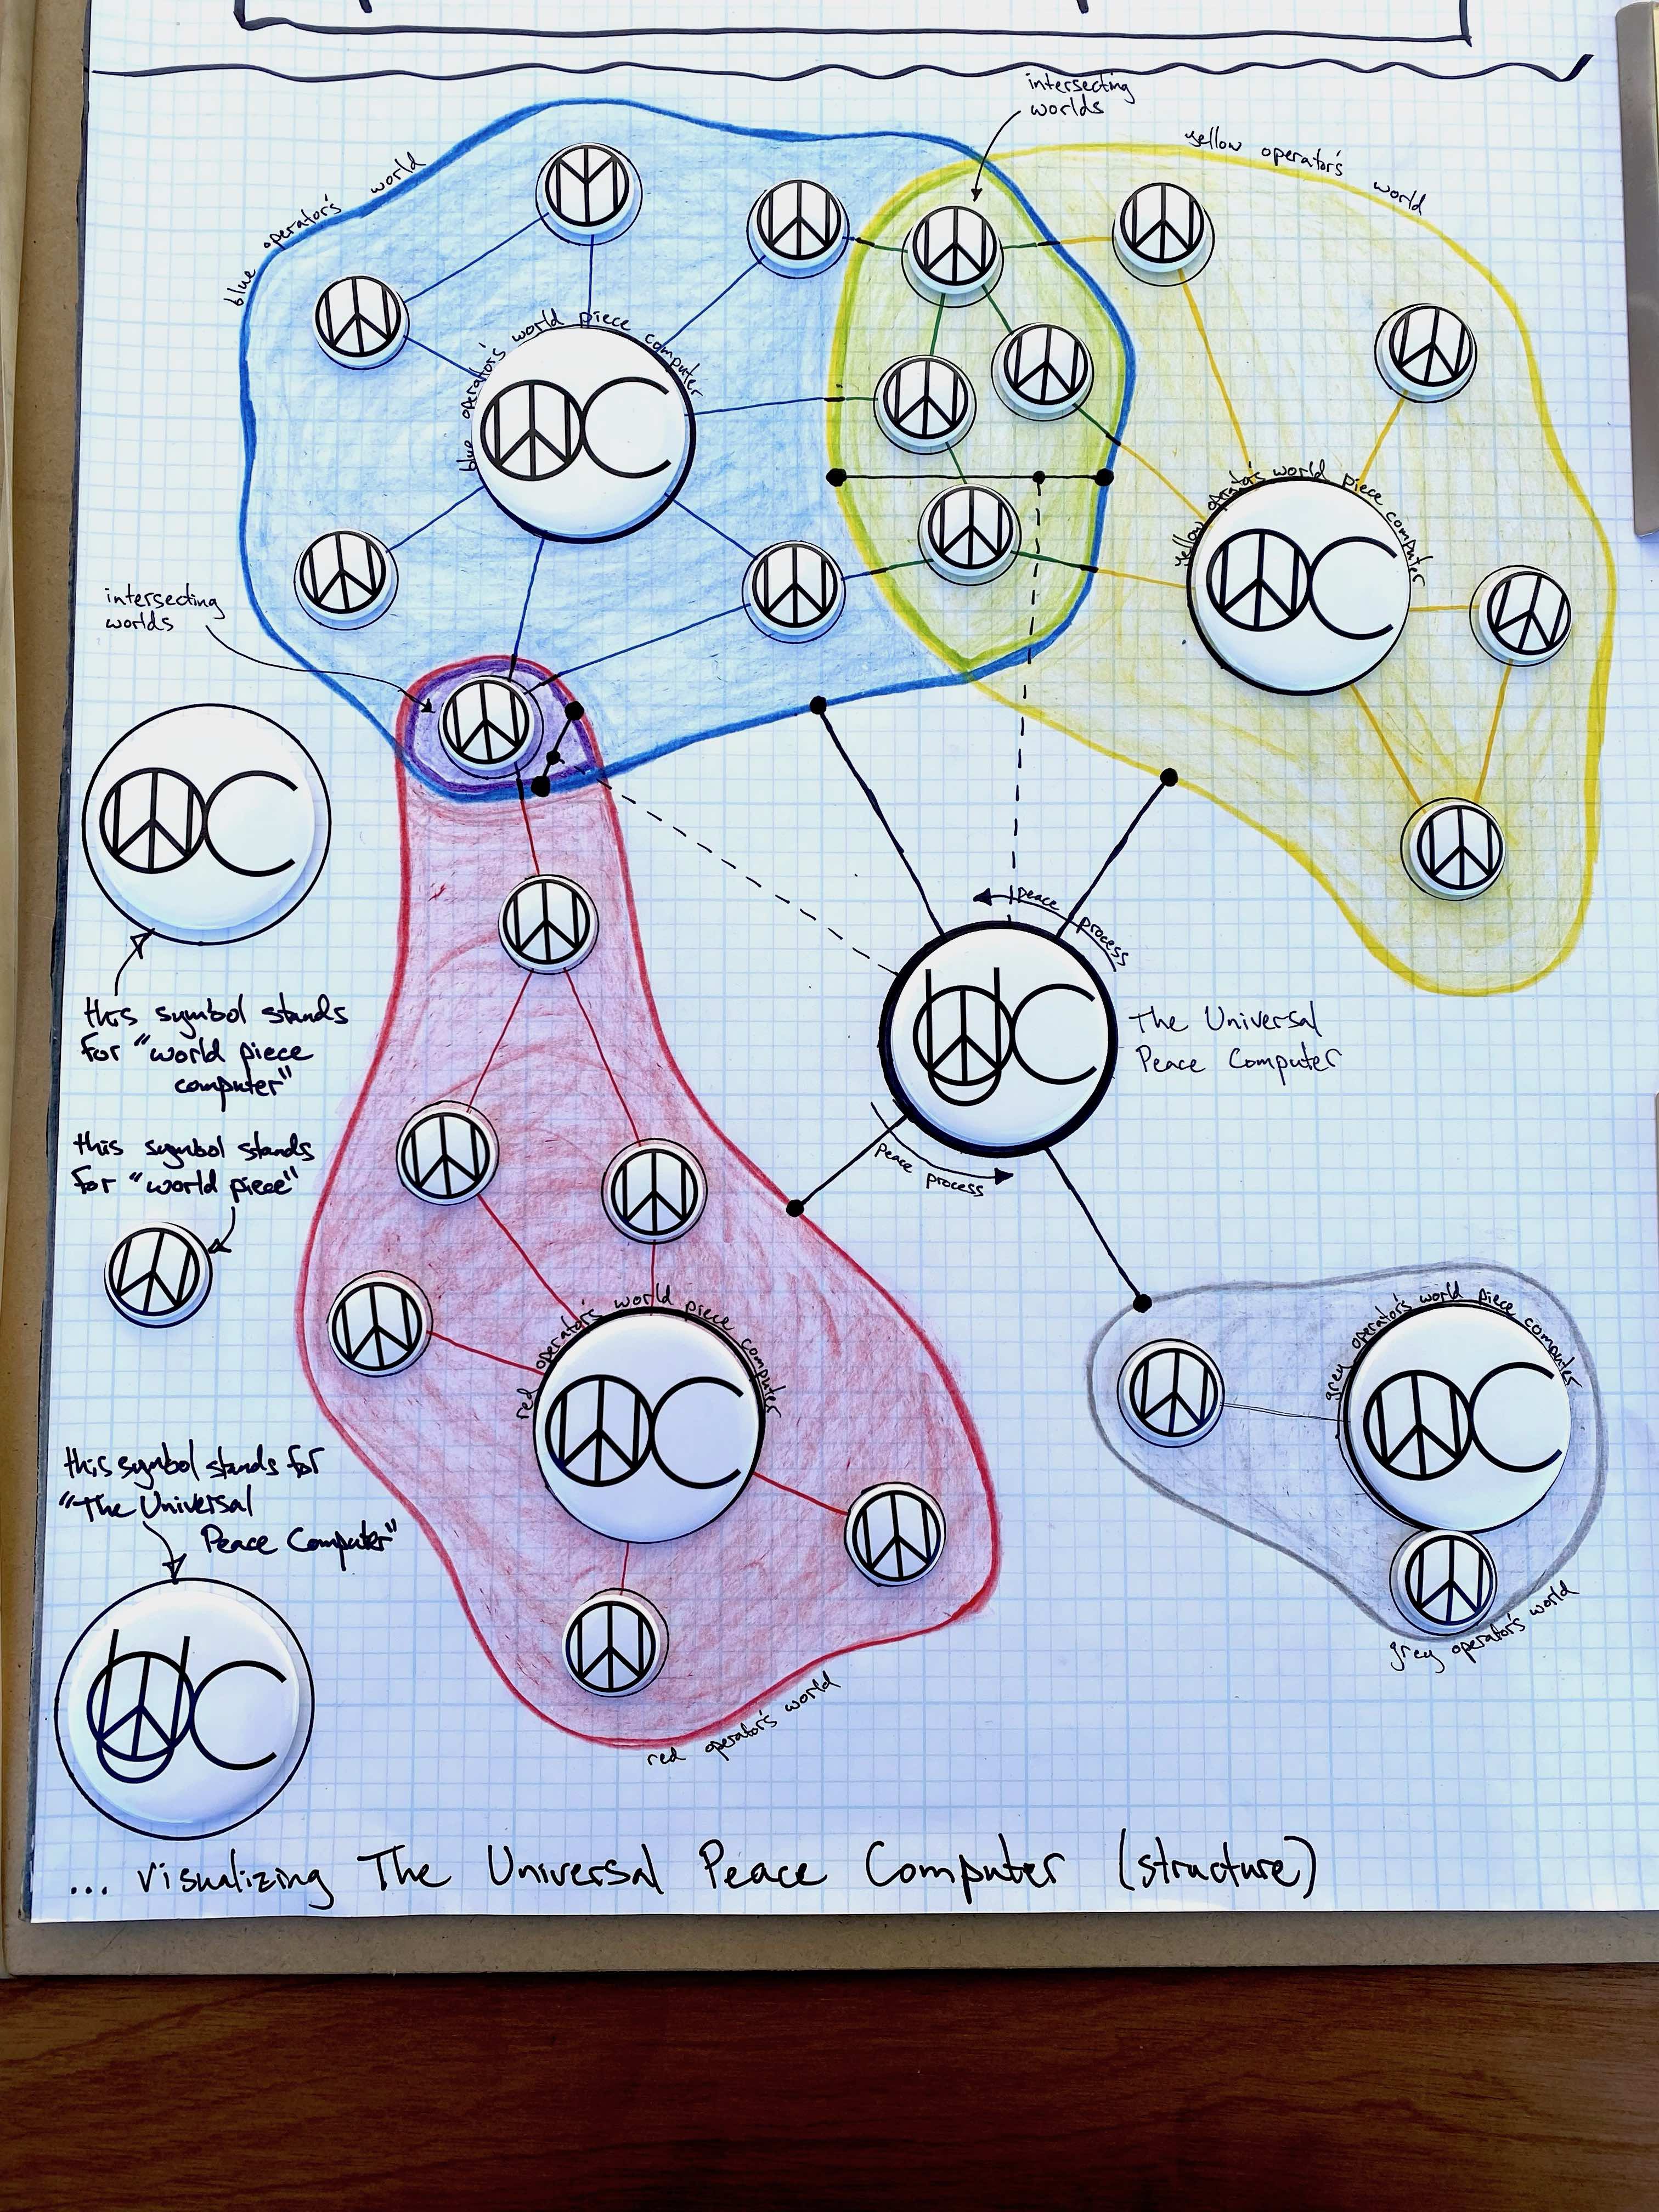 intersecting
worlds
blue operator's world
yellow operator's world
blue operator's world piece computer
yellow operator's world piece computer
intersecting
worlds
this symbol stands
for "world piece
computer"
peace process
The Universal
Peace Computer
peace process
this symbol stands
for "world piece"
red operator's world piece computer
grey operator's world piece computer
this symbol stands for
"The Universal
Peace Computer"
grey operator's world
red operator's world
... visualizing The Universal Peace Computer (structure)